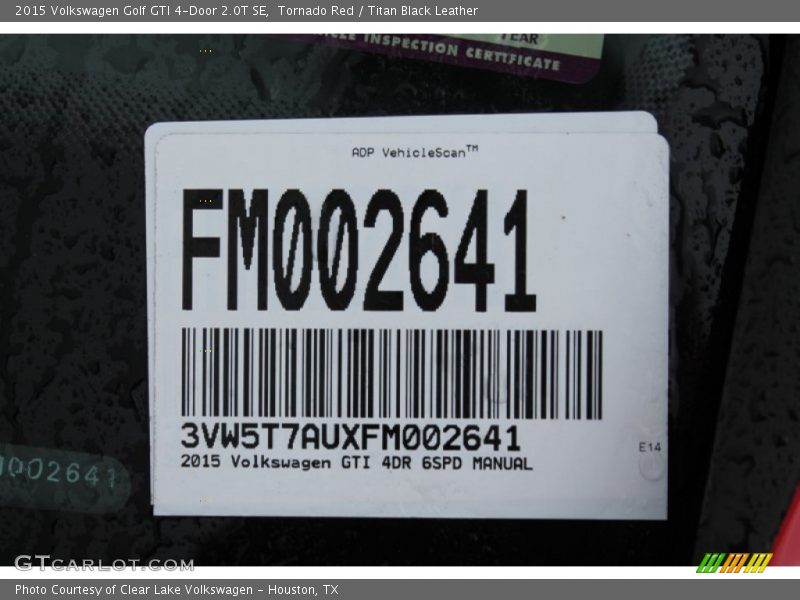 2015 Volkswagen Golf GTI 4-Door 2.0T SE,  Tornado Red / Titan Black Leather
YEAR
INSPECTION CERTIFICATE
ADP VehicleScan™
FM002641
3VW5T7AUXFM002641
2015 Volkswagen GTI 4DR 6SPD MANUAL
E14
002641
GTCARLOT.COM
Photo Courtesy of Clear Lake Volkswagen - Houston, TX